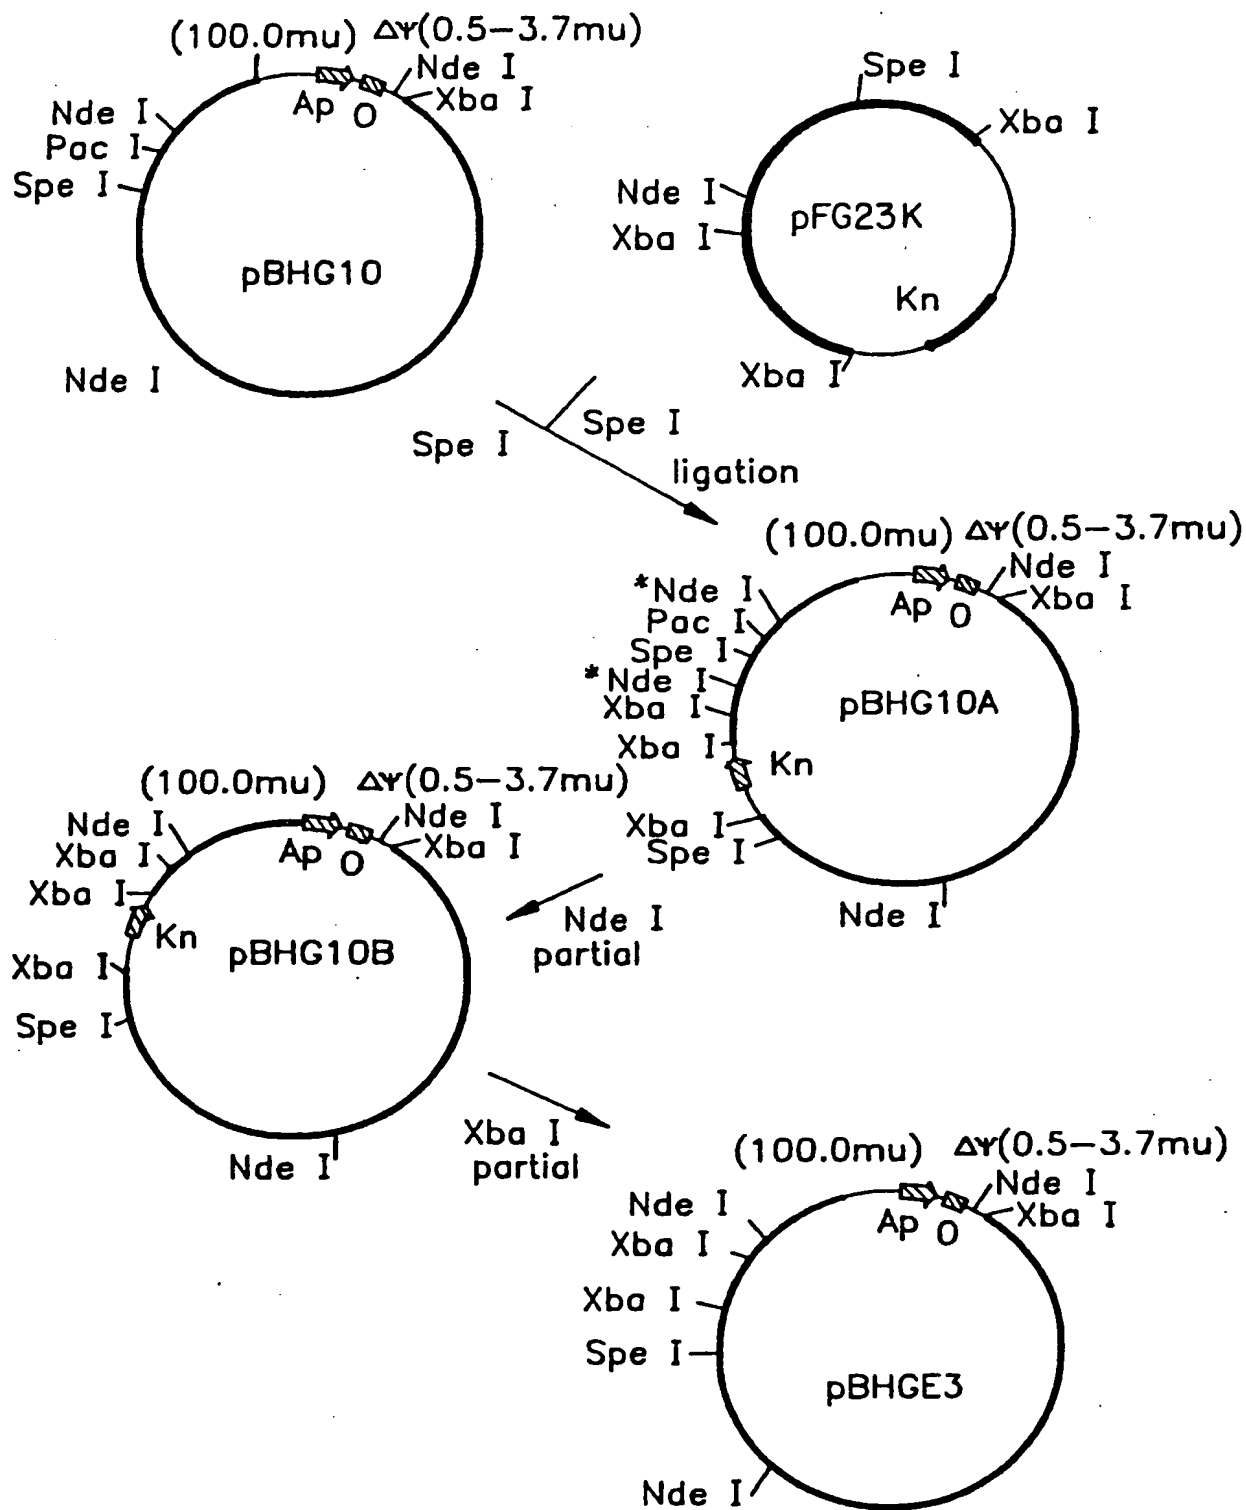 (100.0mu) ΔΨ(0.5–3.7mu)
Nde I
Xba I
Ap O
Nde I
Pac I
Spe I
pBHG10
Nde I
Spe I
Xba I
Nde I
Xba I
pFG23K
Kn
Xba I
Spe I
Spe I
ligation
(100.0mu) ΔΨ(0.5–3.7mu)
Nde I
Xba I
Ap O
*Nde I
Pac I
Spe I
*Nde I
Xba I
Xba I
Kn
pBHG10A
Xba I
Spe I
Nde I
Nde I
partial
(100.0mu) ΔΨ(0.5–3.7mu)
Nde I
Xba I
Ap O
Nde I
Xba I
Xba I
Kn
pBHG10B
Xba I
Spe I
Nde I
Xba I
partial
(100.0mu) ΔΨ(0.5–3.7mu)
Nde I
Xba I
Ap O
Nde I
Xba I
Xba I
Spe I
pBHGE3
Nde I